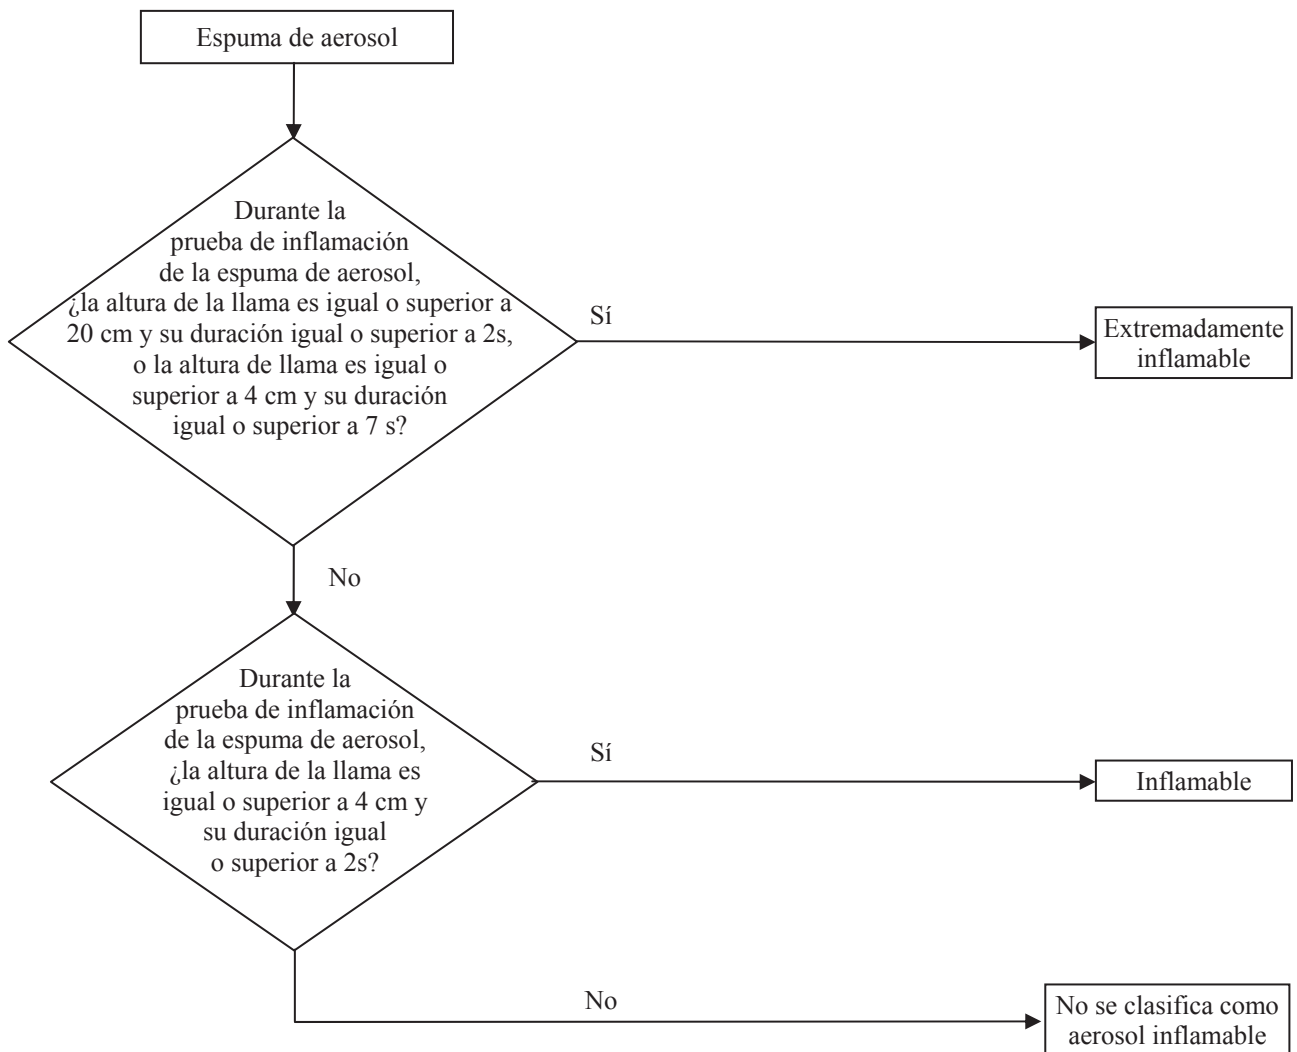 Espuma de aerosol
Durante la
prueba de inflamación
de la espuma de aerosol,
¿la altura de la llama es igual o superior a
20 cm y su duración igual o superior a 2s,
o la altura de llama es igual o
superior a 4 cm y su duración
igual o superior a 7 s?
Sí
Extremadamente
inflamable
No
Durante la
prueba de inflamación
de la espuma de aerosol,
¿la altura de la llama es
igual o superior a 4 cm y
su duración igual
o superior a 2s?
Sí
Inflamable
No
No se clasifica como
aerosol inflamable